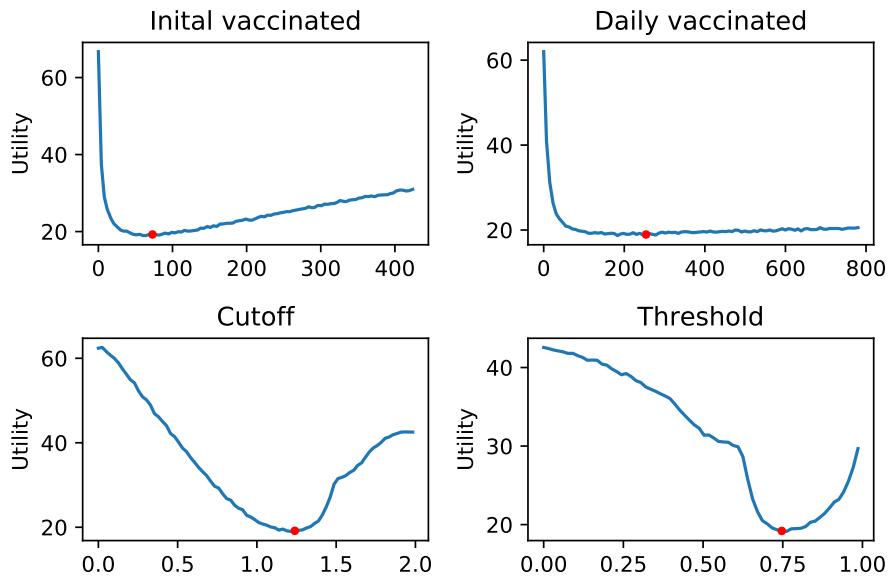 Inital vaccinated
Utility
60
40
20
0 100 200 300 400
Daily vaccinated
Utility
60
40
20
0 200 400 600 800
Cutoff
Utility
60
40
20
0.0 0.5 1.0 1.5 2.0
Threshold
Utility
40
30
20
0.00 0.25 0.50 0.75 1.00